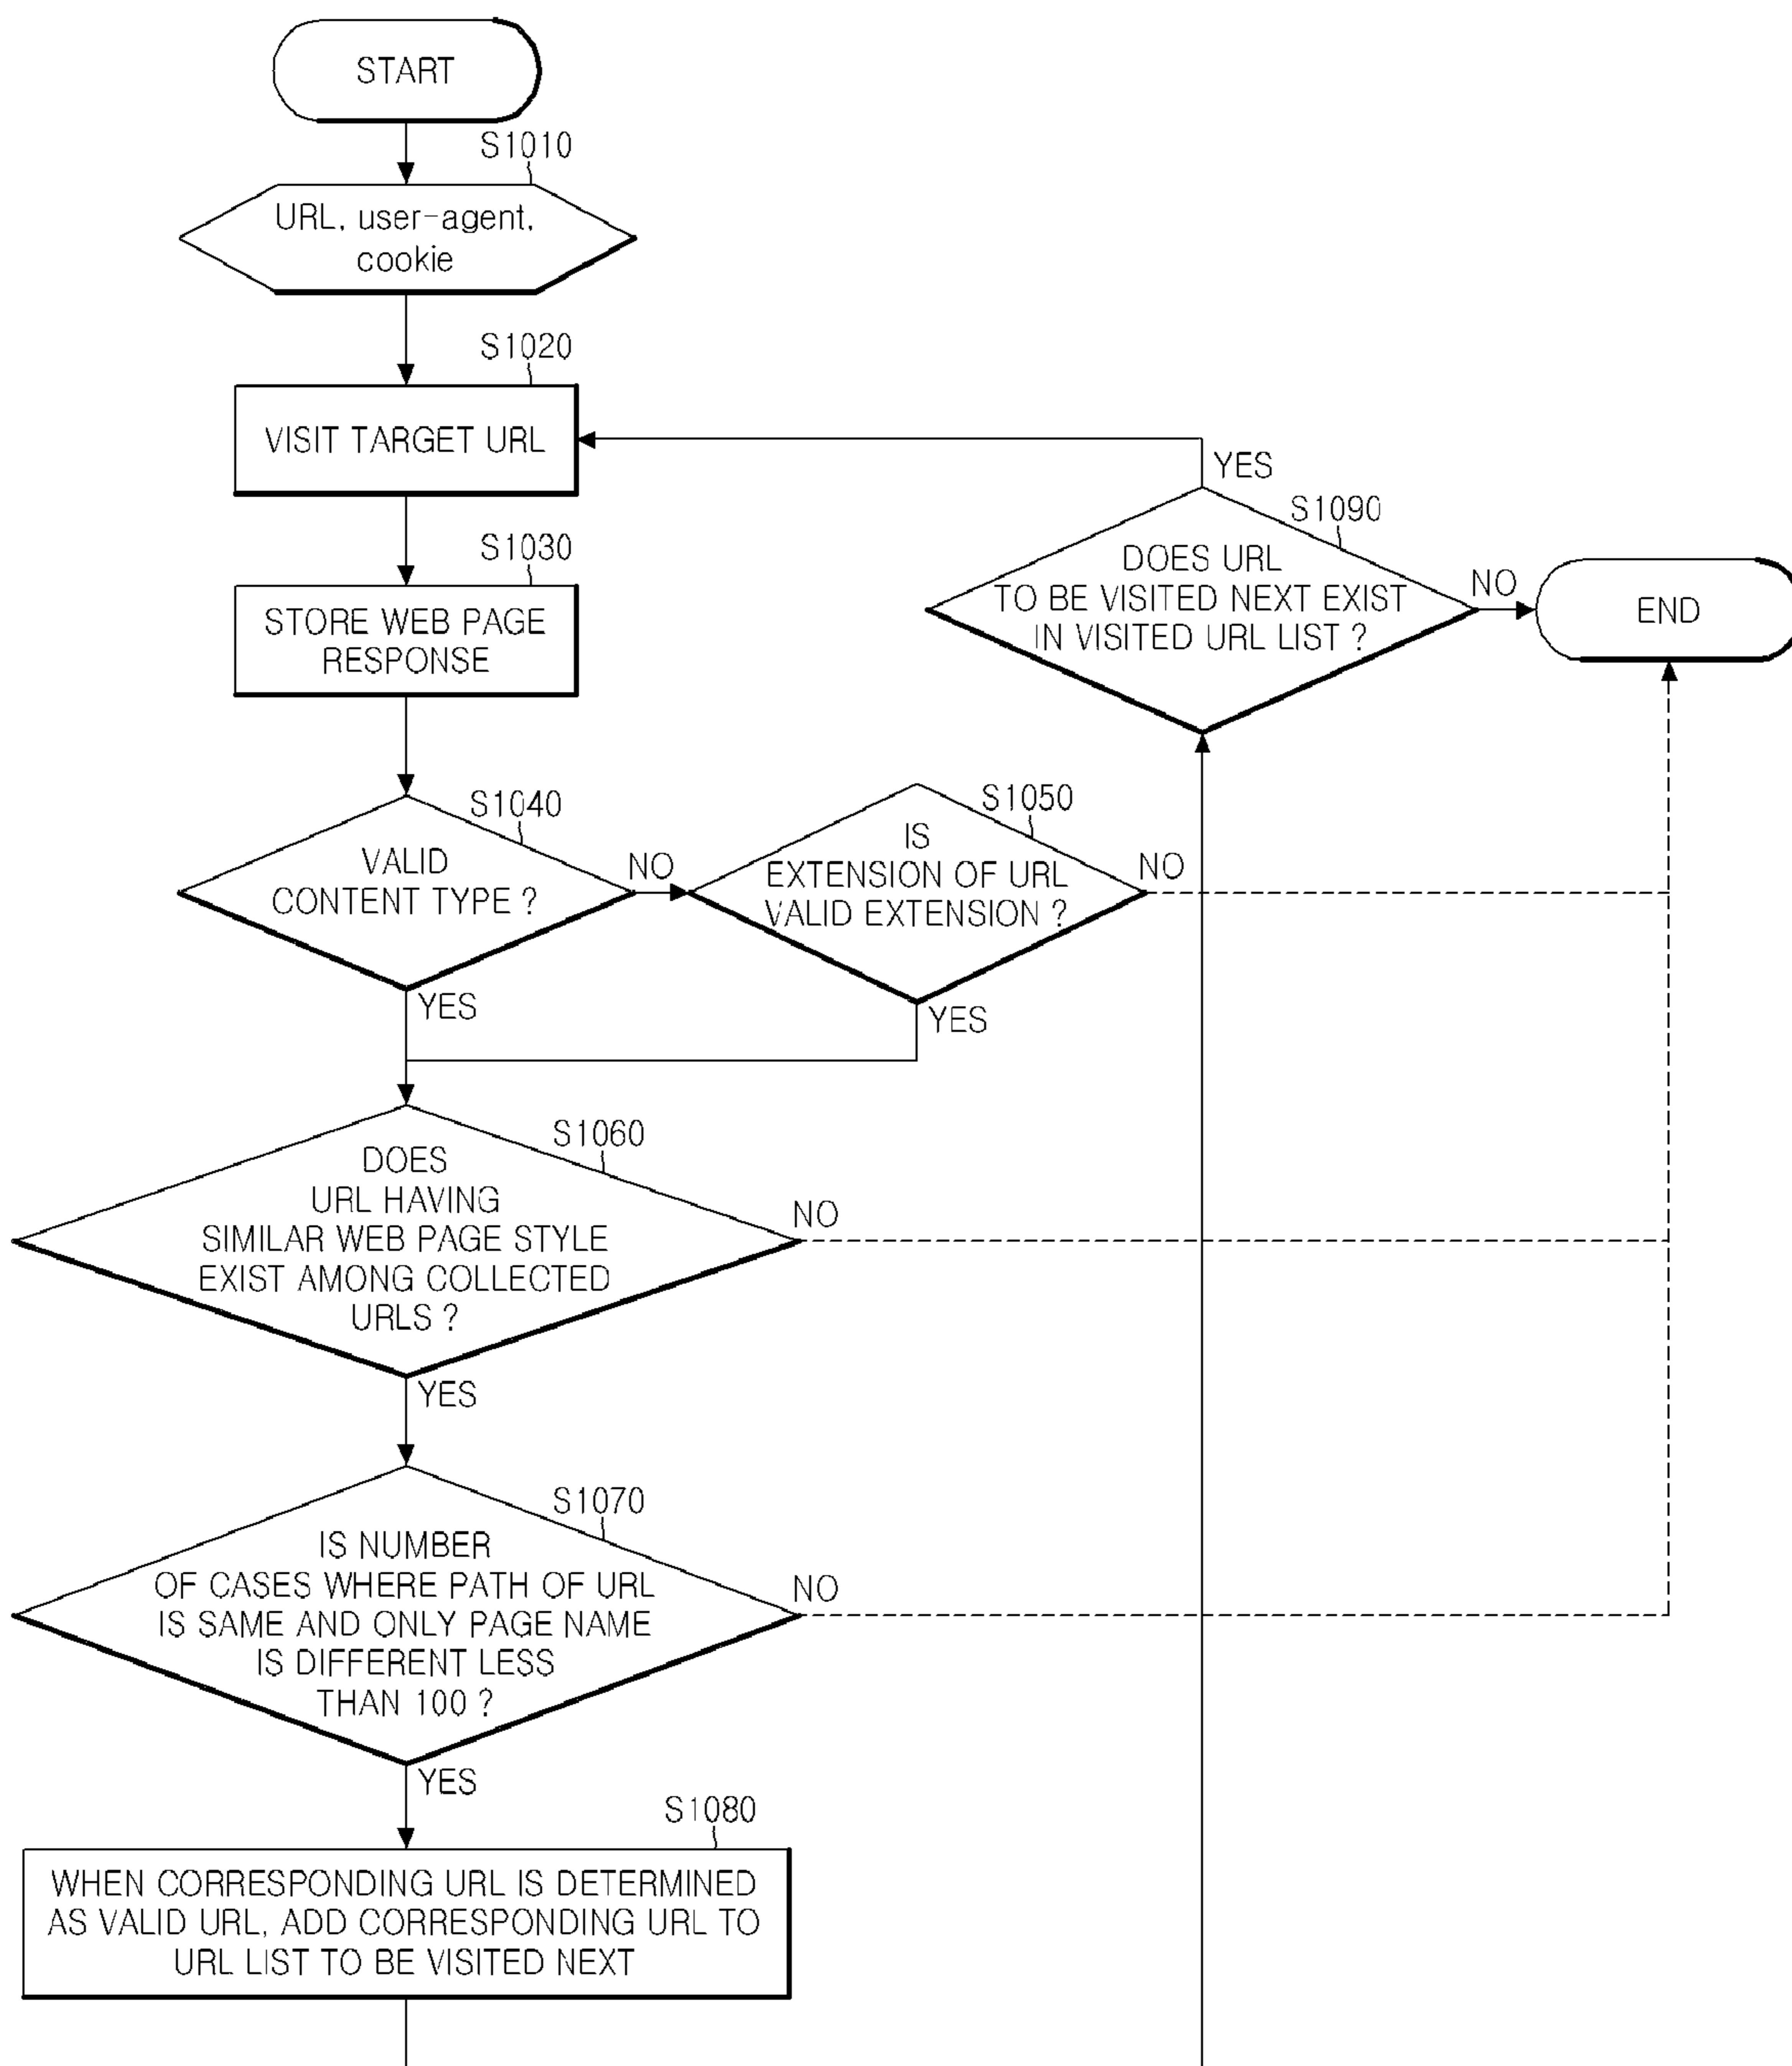 START
S1010
URL, user-agent,
cookie
S1020
VISIT TARGET URL
S1030
STORE WEB PAGE
RESPONSE
S1040
VALID
CONTENT TYPE ?
NO
YES
S1050
IS
EXTENSION OF URL
VALID EXTENSION ?
NO
YES
S1060
DOES
URL HAVING
SIMILAR WEB PAGE STYLE
EXIST AMONG COLLECTED
URLS ?
NO
YES
S1070
IS NUMBER
OF CASES WHERE PATH OF URL
IS SAME AND ONLY PAGE NAME
IS DIFFERENT LESS
THAN 100 ?
NO
YES
S1080
WHEN CORRESPONDING URL IS DETERMINED
AS VALID URL, ADD CORRESPONDING URL TO
URL LIST TO BE VISITED NEXT
YES
S1090
DOES URL
TO BE VISITED NEXT EXIST
IN VISITED URL LIST ?
NO
END